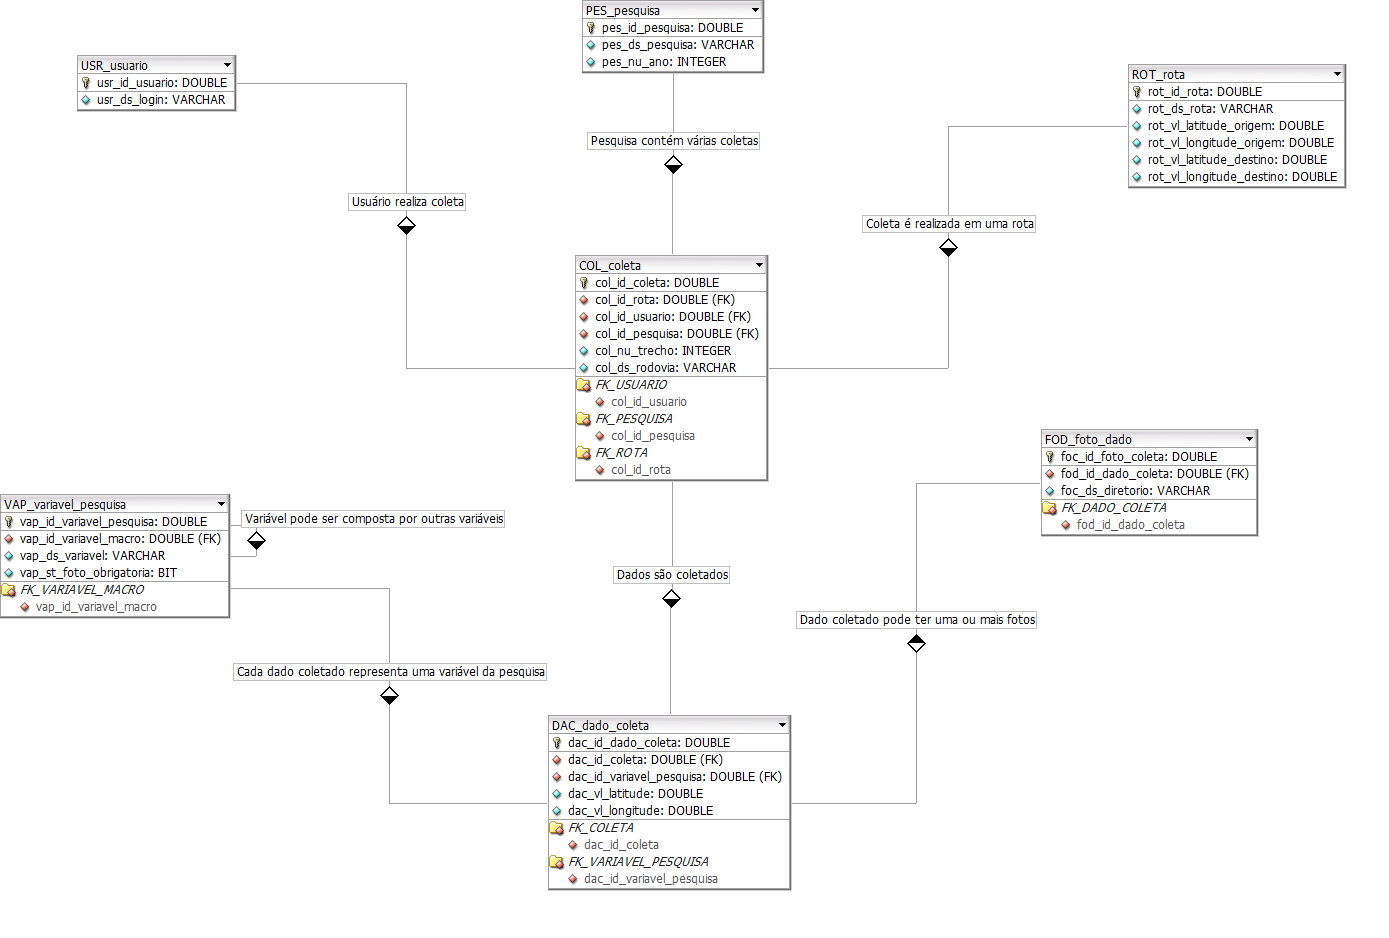 PES_pesquisa
pes_id_pesquisa: DOUBLE
pes_ds_pesquisa: VARCHAR
pes_nu_ano: INTEGER
USR_usuario
usr_id_usuario: DOUBLE
usr_ds_login: VARCHAR
ROT_rota
rot_id_rota: DOUBLE
rot_ds_rota: VARCHAR
rot_vl_latitude_origem: DOUBLE
rot_vl_longitude_origem: DOUBLE
rot_vl_latitude_destino: DOUBLE
rot_vl_longitude_destino: DOUBLE
Pesquisa contém várias coletas
Usuário realiza coleta
Coleta é realizada em uma rota
COL_coleta
col_id_coleta: DOUBLE
col_id_rota: DOUBLE (FK)
col_id_usuario: DOUBLE (FK)
col_id_pesquisa: DOUBLE (FK)
col_nu_trecho: INTEGER
col_ds_rodovia: VARCHAR
FK_USUARIO
col_id_usuario
FK_PESQUISA
col_id_pesquisa
FK_ROTA
col_id_rota
FOD_foto_dado
foc_id_foto_coleta: DOUBLE
fod_id_dado_coleta: DOUBLE (FK)
foc_ds_diretorio: VARCHAR
FK_DADO_COLETA
fod_id_dado_coleta
VAP_variavel_pesquisa
vap_id_variavel_pesquisa: DOUBLE
vap_id_variavel_macro: DOUBLE (FK)
vap_ds_variavel: VARCHAR
vap_st_foto_obrigatoria: BIT
FK_VARIAVEL_MACRO
vap_id_variavel_macro
Variável pode ser composta por outras variáveis
Dados são coletados
Dado coletado pode ter uma ou mais fotos
Cada dado coletado representa uma variável da pesquisa
DAC_dado_coleta
dac_id_dado_coleta: DOUBLE
dac_id_coleta: DOUBLE (FK)
dac_id_variavel_pesquisa: DOUBLE (FK)
dac_vl_latitude: DOUBLE
dac_vl_longitude: DOUBLE
FK_COLETA
dac_id_coleta
FK_VARIAVEL_PESQUISA
dac_id_variavel_pesquisa